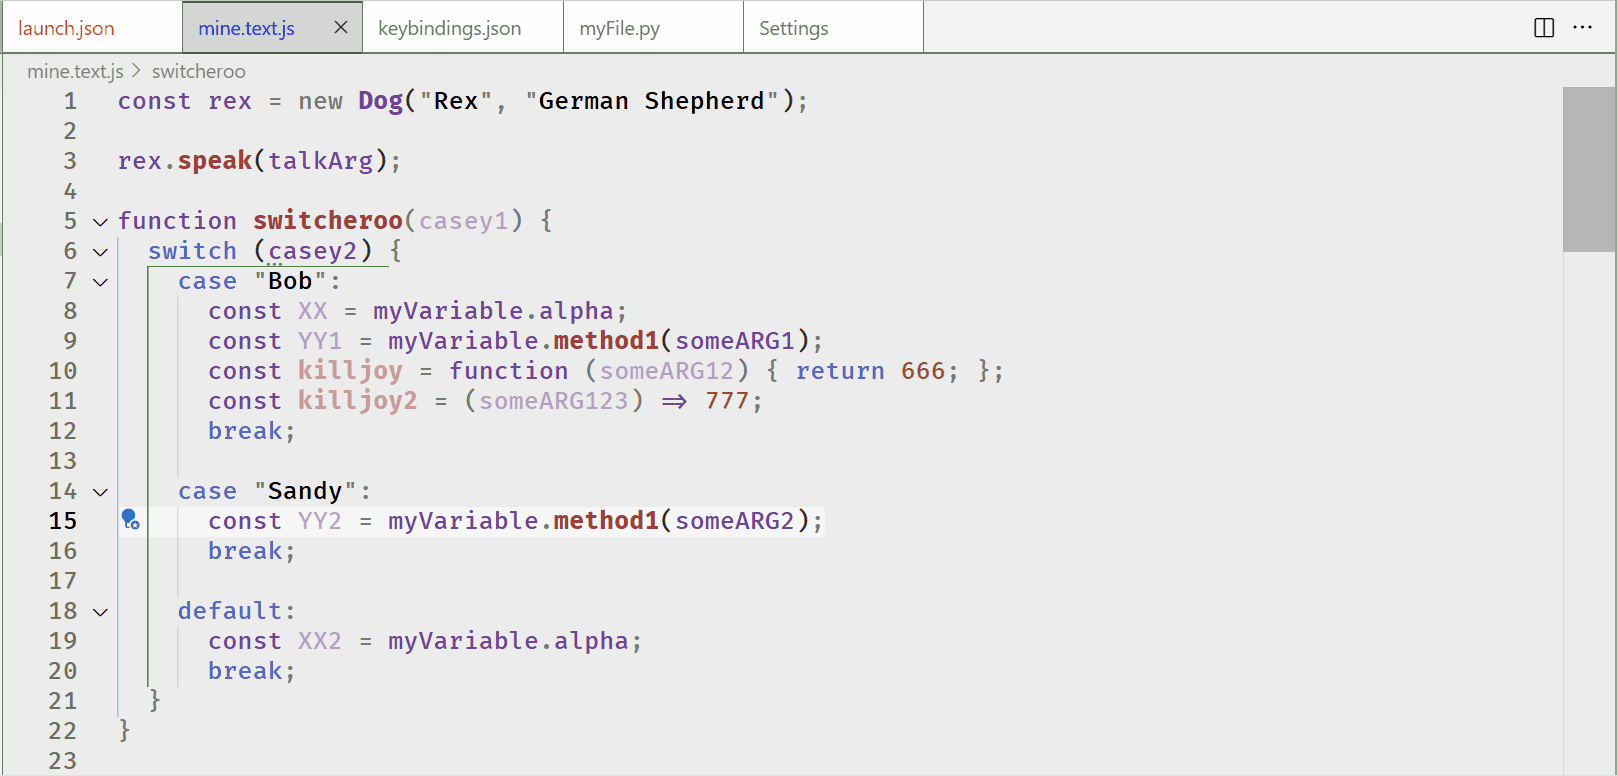 launch.json mine.text.js keybindings.json myFile.py Settings
mine.text.js > switcheroo
1 const rex = new Dog("Rex", "German Shepherd");
2
3 rex.speak(talkArg);
4
5 function switcheroo(casey1) {
6   switch (casey2) {
7     case "Bob":
8       const XX = myVariable.alpha;
9       const YY1 = myVariable.method1(someARG1);
10       const killjoy = function (someARG12) { return 666; };
11       const killjoy2 = (someARG123) => 777;
12       break;
13
14     case "Sandy":
15       const YY2 = myVariable.method1(someARG2);
16       break;
17
18     default:
19       const XX2 = myVariable.alpha;
20       break;
21   }
22 }
23